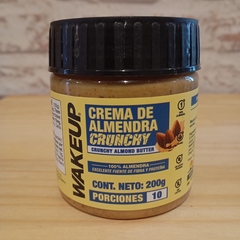 WAKEUP
CREMA DE
ALMENDRA
CRUNCHY
CRUNCHY ALMOND BUTTER
100% ALMENDRA
EXCELENTE FUENTE DE FIBRA Y PROTEÍNA
CONT. NETO: 200g
PORCIONES 10